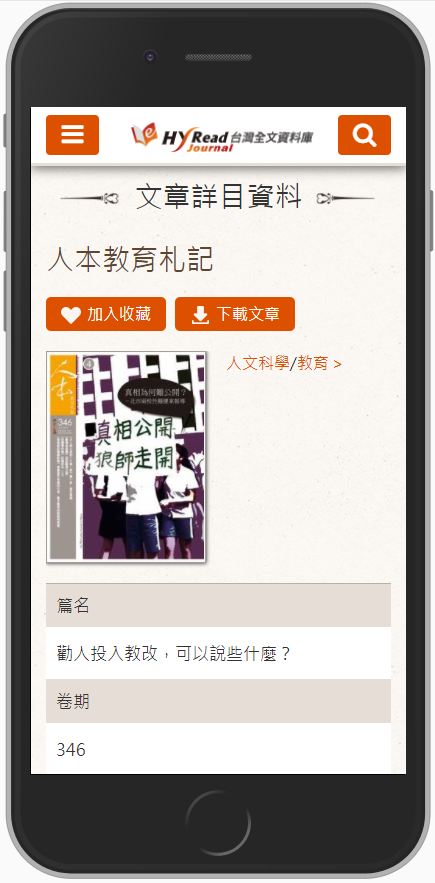 HyRead Journal 台灣全文資料庫
文章詳目資料
人本教育札記
加入收藏
下載文章
人文科學/教育 >
人本
346
真相為何難公開？
真相公開
狼師走開
篇名
勸人投入教改，可以說些什麼？
卷期
346